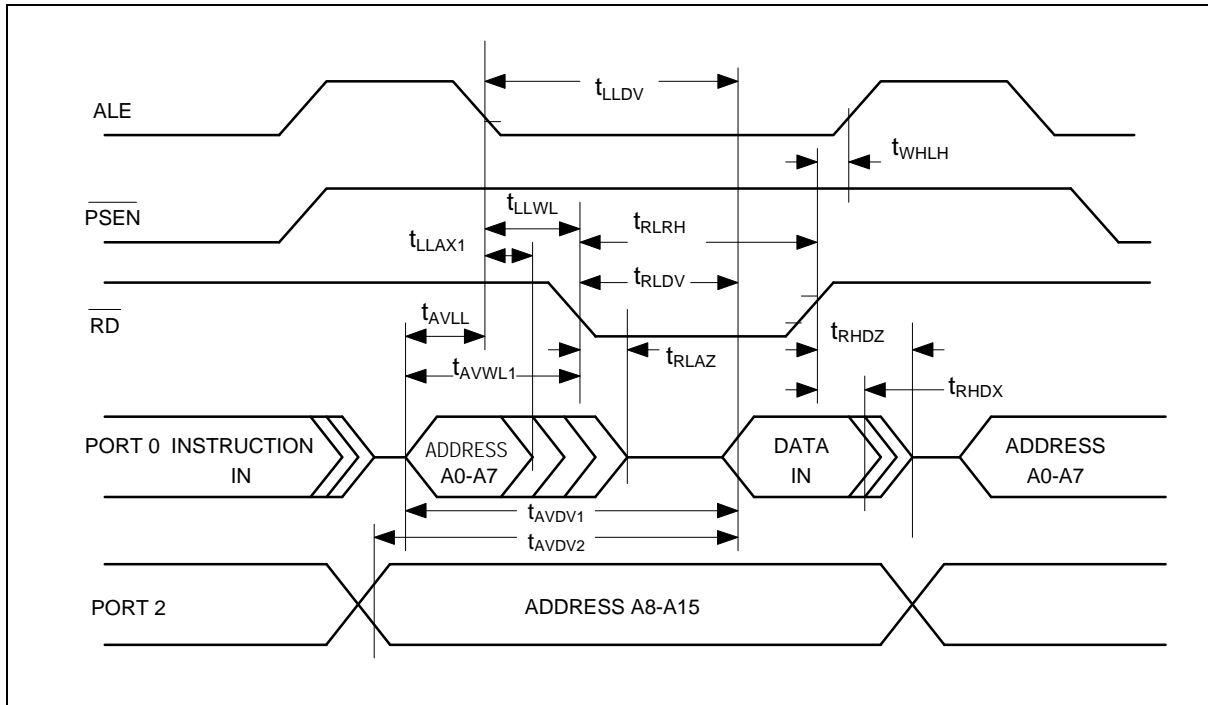 ALE
tLLDV
tWHLH
PSEN
tLLWL
tRLRH
tLLAX1
tRLDV
RD
tAVLL
tRLAZ
tRHDZ
tAVWL1
tRHDX
PORT 0 INSTRUCTION
IN
ADDRESS
A0-A7
DATA
IN
ADDRESS
A0-A7
tAVDV1
tAVDV2
PORT 2
ADDRESS A8-A15